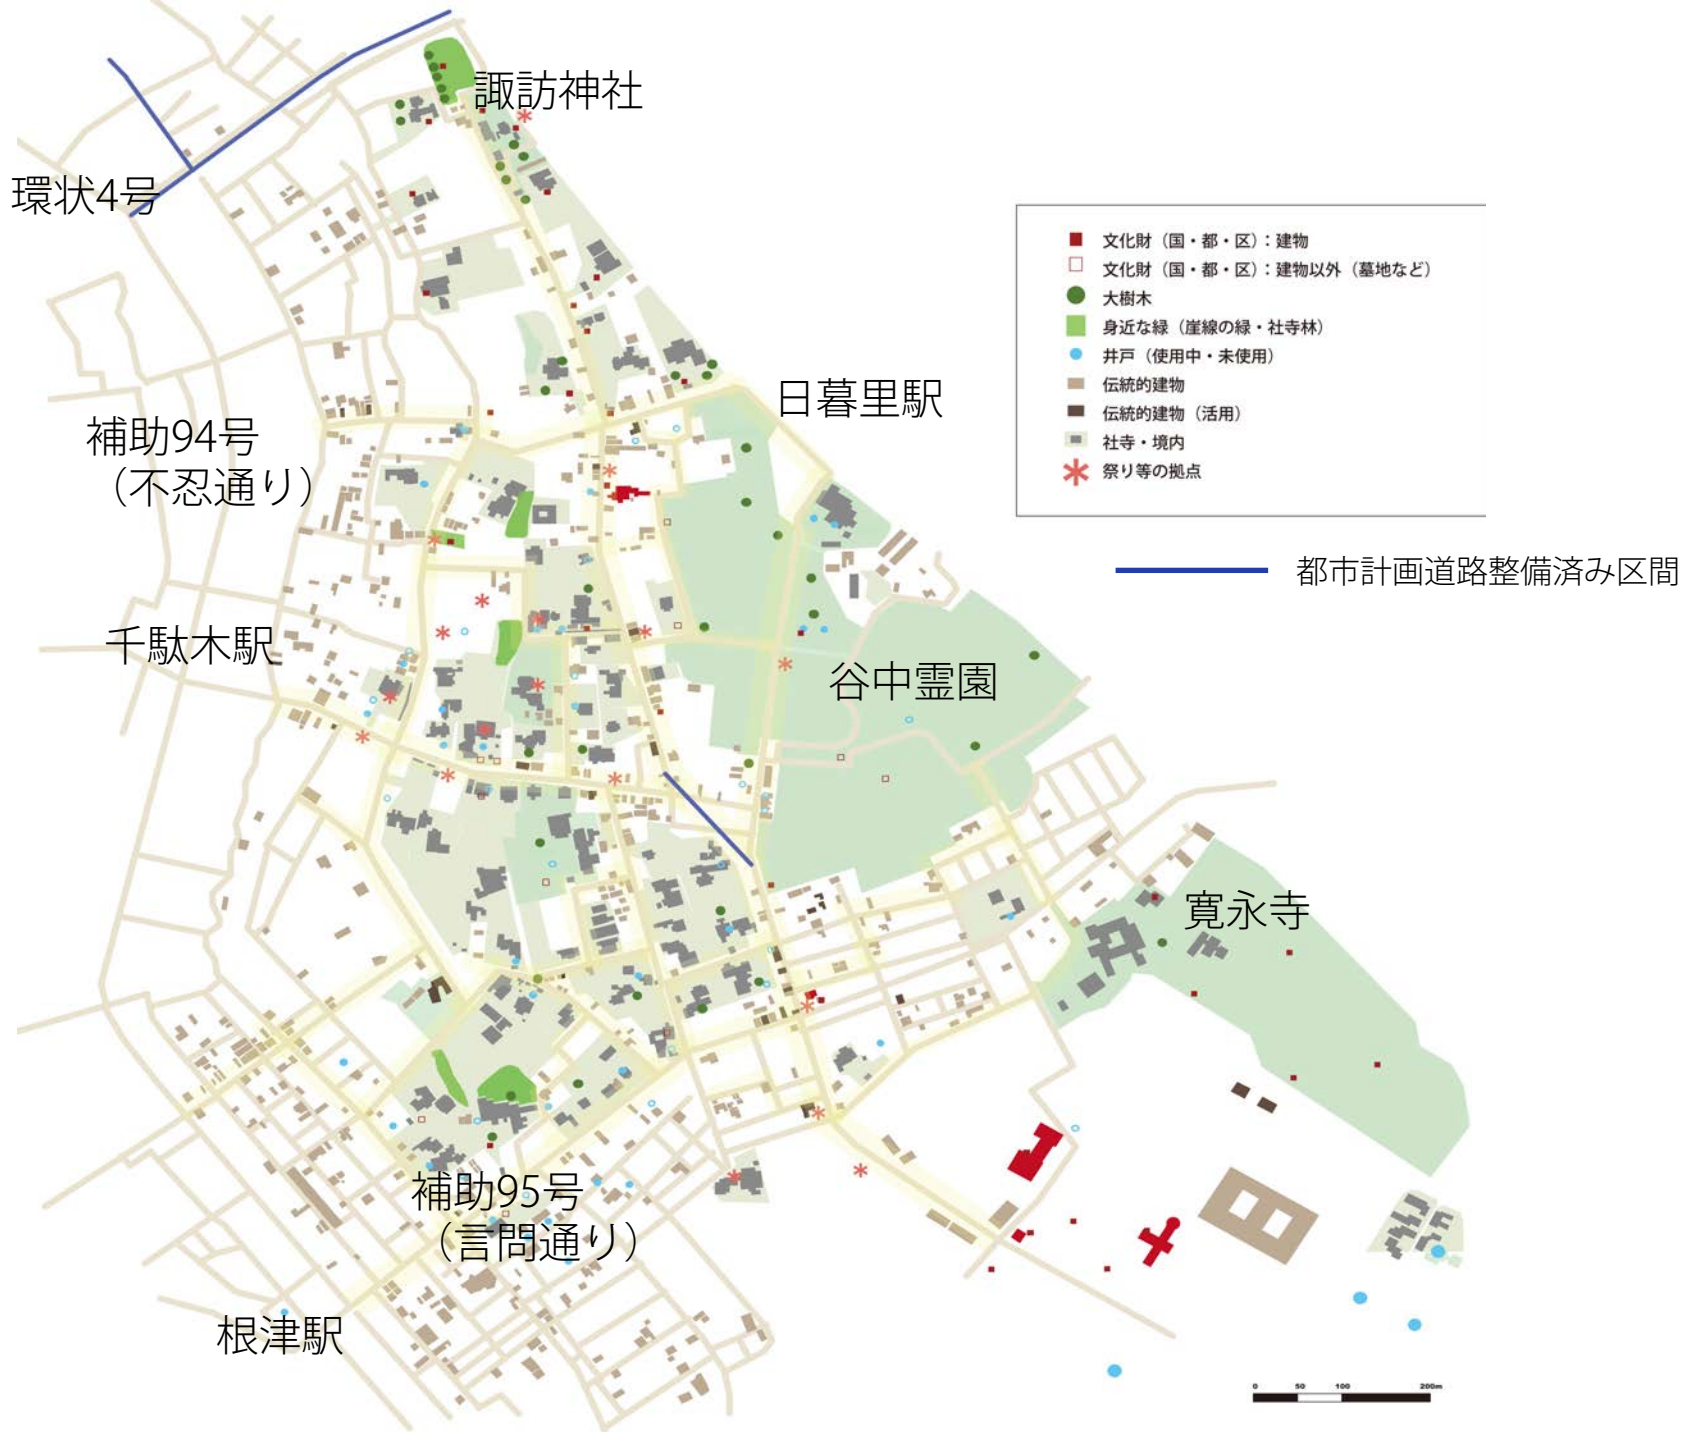 諏訪神社
環状4号
文化財（国・都・区）：建物
文化財（国・都・区）：建物以外（墓地など）
大樹木
身近な緑（崖線の緑・社寺林）
井戸（使用中・未使用）
伝統的建物
伝統的建物（活用）
社寺・境内
祭り等の拠点
都市計画道路整備済み区間
日暮里駅
補助94号
（不忍通り）
千駄木駅
谷中霊園
寛永寺
補助95号
（言問通り）
根津駅
0 50 100 200m